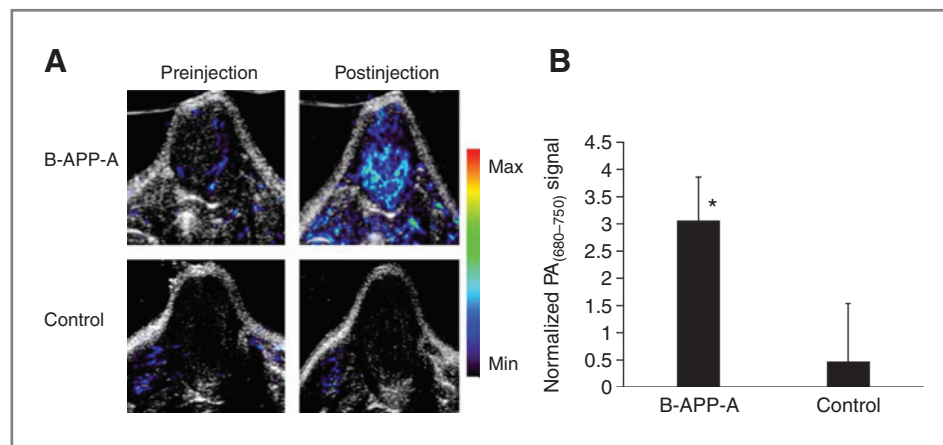 A
Preinjection
Postinjection
B-APP-A
Control
Max
Min
B
Normalized PA(680–750) signal
4.5
4
3.5
3
2.5
2
1.5
1
0.5
0
*
B-APP-A
Control